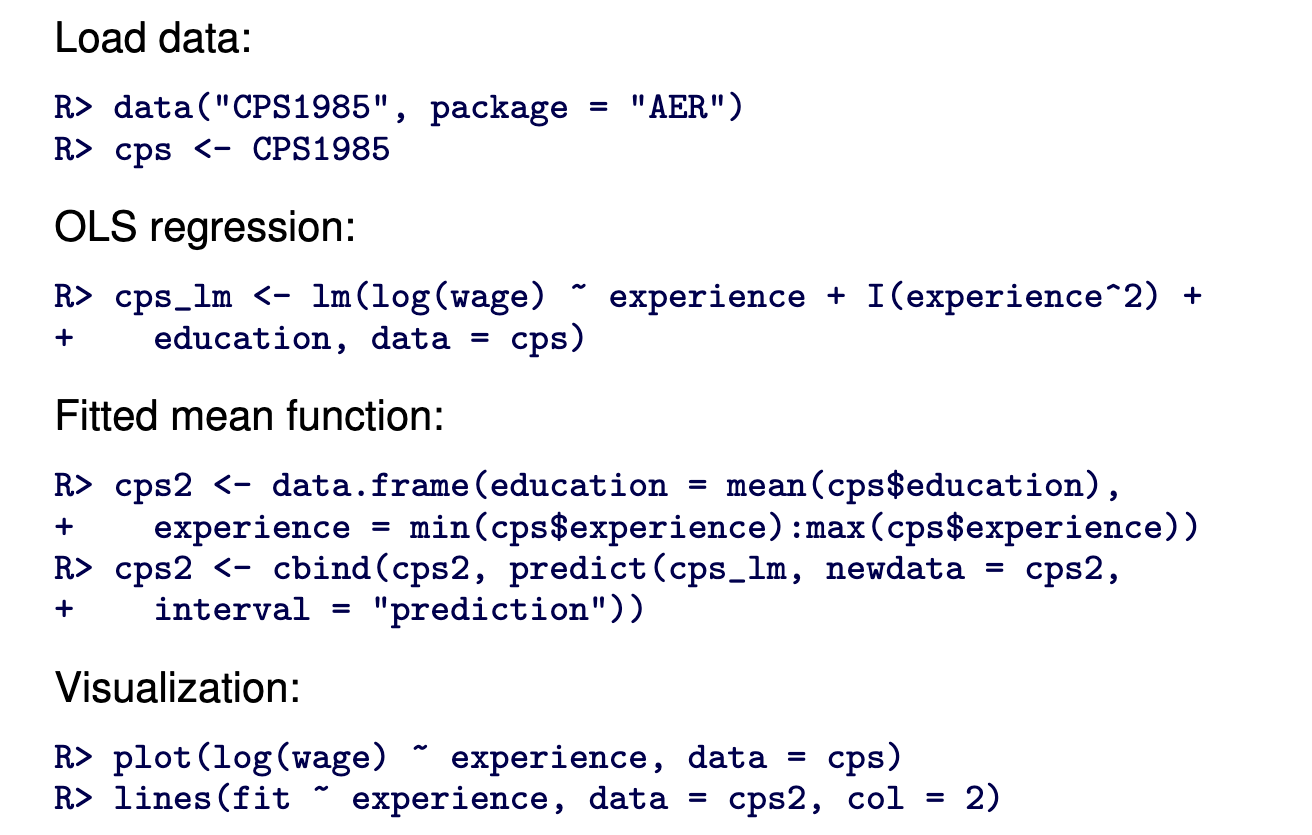 Load data:
R> data("CPS1985", package = "AER")
R> cps <- CPS1985
OLS regression:
R> cps_lm <- lm(log(wage) ~ experience + I(experience^2) +
+    education, data = cps)
Fitted mean function:
R> cps2 <- data.frame(education = mean(cps$education),
+    experience = min(cps$experience):max(cps$experience))
R> cps2 <- cbind(cps2, predict(cps_lm, newdata = cps2,
+    interval = "prediction"))
Visualization:
R> plot(log(wage) ~ experience, data = cps)
R> lines(fit ~ experience, data = cps2, col = 2)